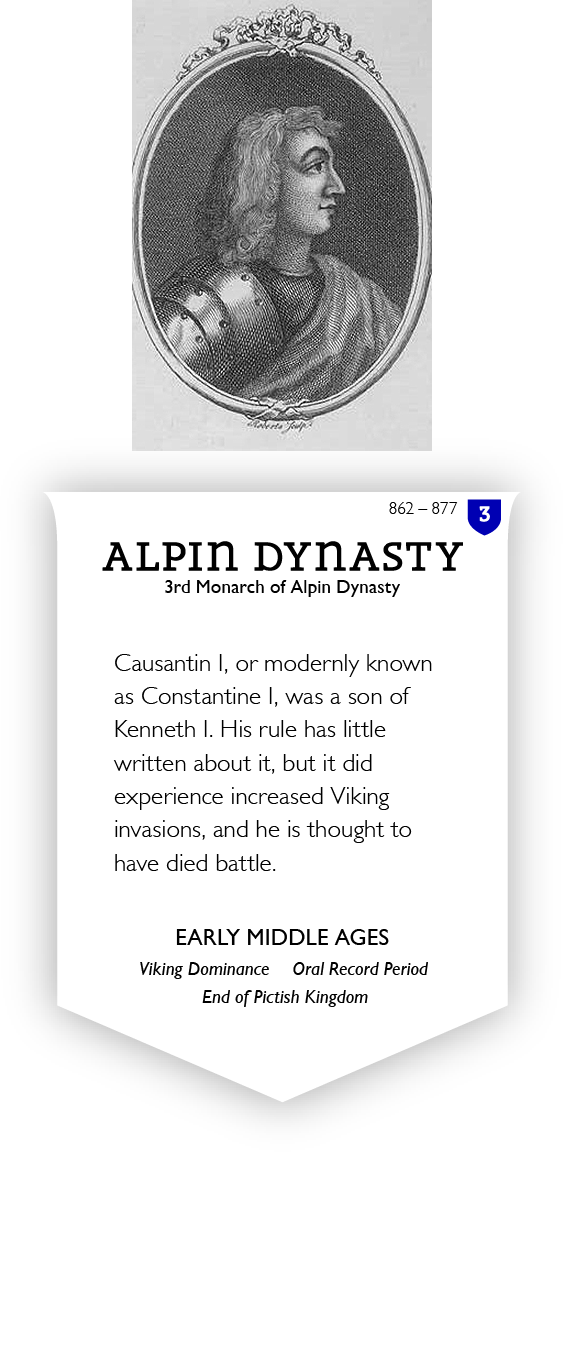 Roberts Sculp.
862 – 877 3
ALPIN DYNASTY
3rd Monarch of Alpin Dynasty
Causantin I, or modernly known
as Constantine I, was a son of
Kenneth I. His rule has little
written about it, but it did
experience increased Viking
invasions, and he is thought to
have died battle.
EARLY MIDDLE AGES
Viking Dominance Oral Record Period
End of Pictish Kingdom